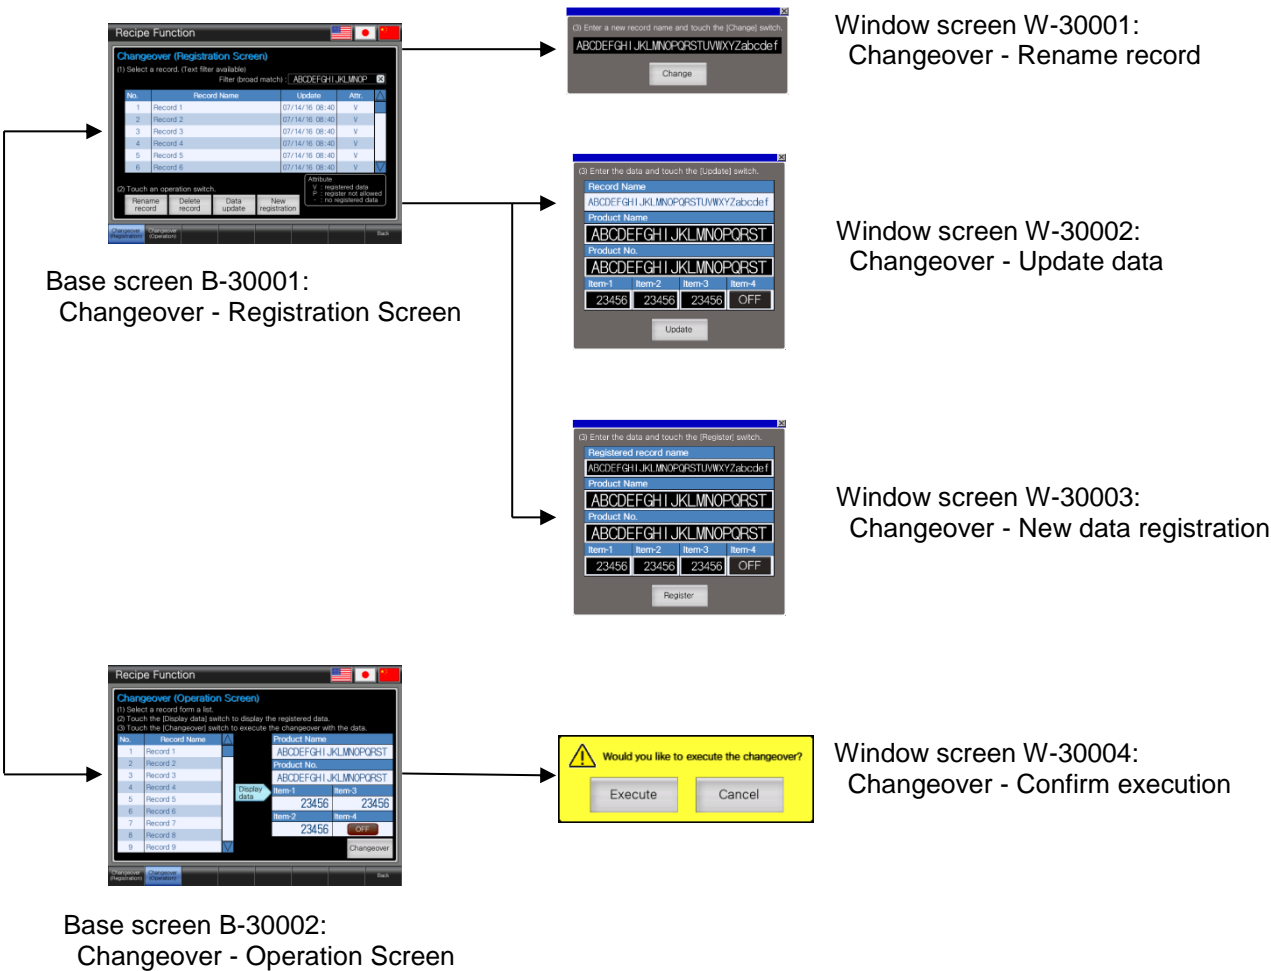 Recipe Function
Changeover (Registration Screen)
(1) Select a record. (Text filter available)
Filter (broad match) : ABCDEFGHIJKLMNOP
No. Record Name Update Attr.
1 Record 1 07/14/16 08:40 V
2 Record 2 07/14/16 08:40 V
3 Record 3 07/14/16 08:40 V
4 Record 4 07/14/16 08:40 V
5 Record 5 07/14/16 08:40 V
6 Record 6 07/14/16 08:40 V
Attribute
V : registered data
P : register not allowed
- : no registered data
(2) Touch an operation switch.
Rename record
Delete record
Data update
New registration
Changeover (Registration)
Changeover (Operation)
Back
Base screen B-30001:
Changeover - Registration Screen
(3) Enter a new record name and touch the [Change] switch.
ABCDEFGHIJKLMNOPQRSTUVWXYZabcdef
Change
Window screen W-30001:
Changeover - Rename record
(3) Enter the data and touch the [Update] switch.
Record Name
ABCDEFGHIJKLMNOPQRSTUVWXYZabcdef
Product Name
ABCDEFGHIJKLMNOPQRST
Product No.
ABCDEFGHIJKLMNOPQRST
Item-1 Item-2 Item-3 Item-4
23456 23456 23456 OFF
Update
Window screen W-30002:
Changeover - Update data
(3) Enter the data and touch the [Register] switch.
Registered record name
ABCDEFGHIJKLMNOPQRSTUVWXYZabcdef
Product Name
ABCDEFGHIJKLMNOPQRST
Product No.
ABCDEFGHIJKLMNOPQRST
Item-1 Item-2 Item-3 Item-4
23456 23456 23456 OFF
Register
Window screen W-30003:
Changeover - New data registration
Recipe Function
Changeover (Operation Screen)
(1) Select a record form a list.
(2) Touch the [Display data] switch to display the registered data.
(3) Touch the [Changeover] switch to execute the changeover with the data.
No. Record Name
1 Record 1
2 Record 2
3 Record 3
4 Record 4
5 Record 5
6 Record 6
7 Record 7
8 Record 8
9 Record 9
Display data
Product Name
ABCDEFGHIJKLMNOPQRST
Product No.
ABCDEFGHIJKLMNOPQRST
Item-1 Item-3
23456 23456
Item-2 Item-4
23456 OFF
Changeover
Changeover (Registration)
Changeover (Operation)
Back
Base screen B-30002:
Changeover - Operation Screen
Would you like to execute the changeover?
Execute Cancel
Window screen W-30004:
Changeover - Confirm execution